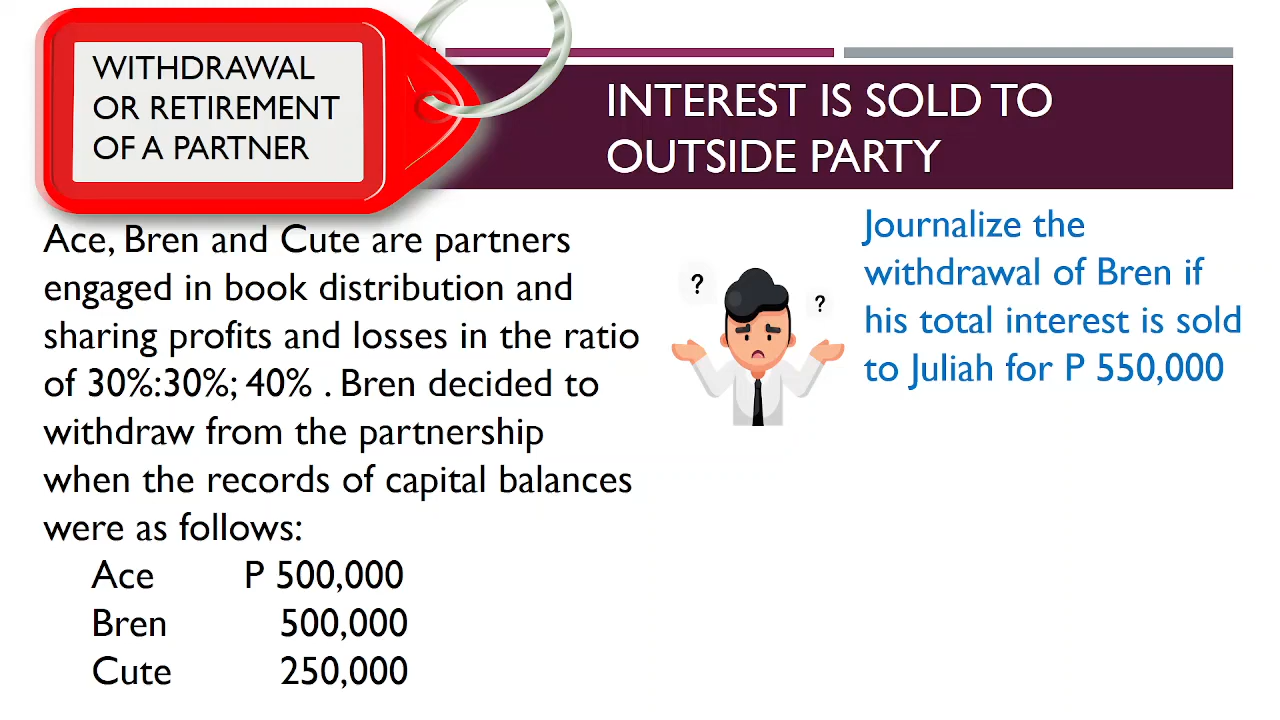 WITHDRAWAL
OR RETIREMENT
OF A PARTNER
INTEREST IS SOLD TO
OUTSIDE PARTY
Ace, Bren and Cute are partners
engaged in book distribution and
sharing profits and losses in the ratio
of 30%:30%; 40% . Bren decided to
withdraw from the partnership
when the records of capital balances
were as follows:
Ace P 500,000
Bren 500,000
Cute 250,000
? ?
Journalize the
withdrawal of Bren if
his total interest is sold
to Juliah for P 550,000